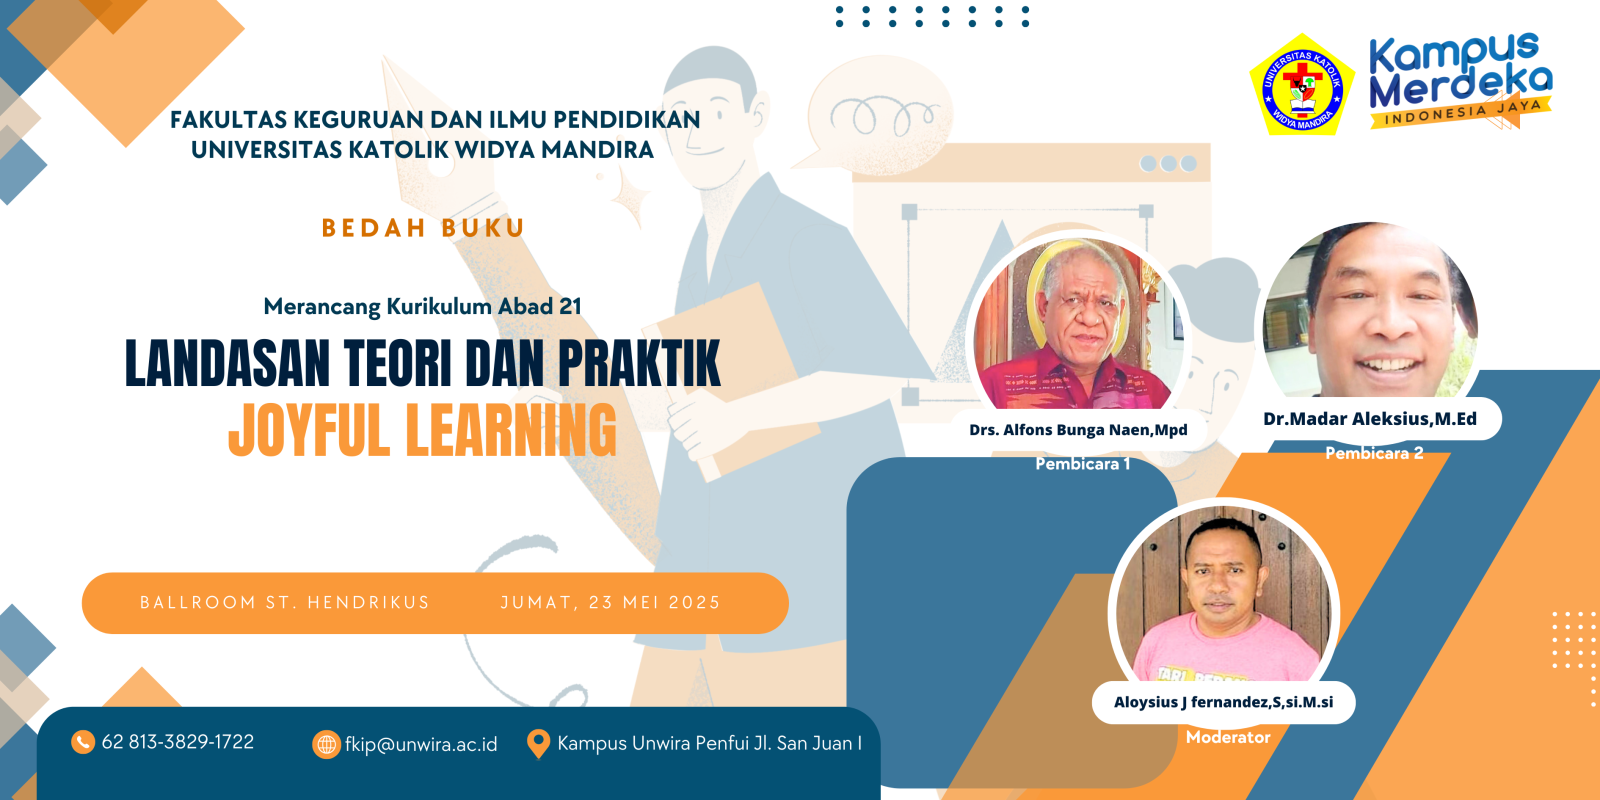 FAKULTAS KEGURUAN DAN ILMU PENDIDIKAN
UNIVERSITAS KATOLIK WIDYA MANDIRA
BEDAH BUKU
Merancang Kurikulum Abad 21
LANDASAN TEORI DAN PRAKTIK
JOYFUL LEARNING
BALLROOM ST. HENDRIKUS
JUMAT, 23 MEI 2025
62 813-3829-1722
fkip@unwira.ac.id
Kampus Unwira Penfui Jl. San Juan I
UNIVERSITAS KATOLIK
WIDYA MANDIRA
Kampus
Merdeka
INDONESIA JAYA
Drs. Alfons Bunga Naen,Mpd
Pembicara 1
Dr.Madar Aleksius,M.Ed
Pembicara 2
Aloysius J fernandez,S,si.M.si
Moderator